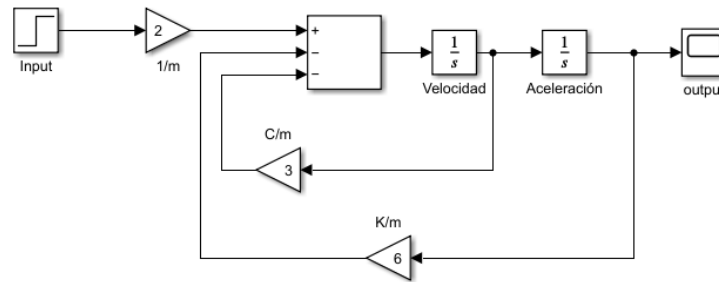 Input
2
1/m
+
−
−
1
s
Velocidad
1
s
Aceleración
output
C/m
3
K/m
6